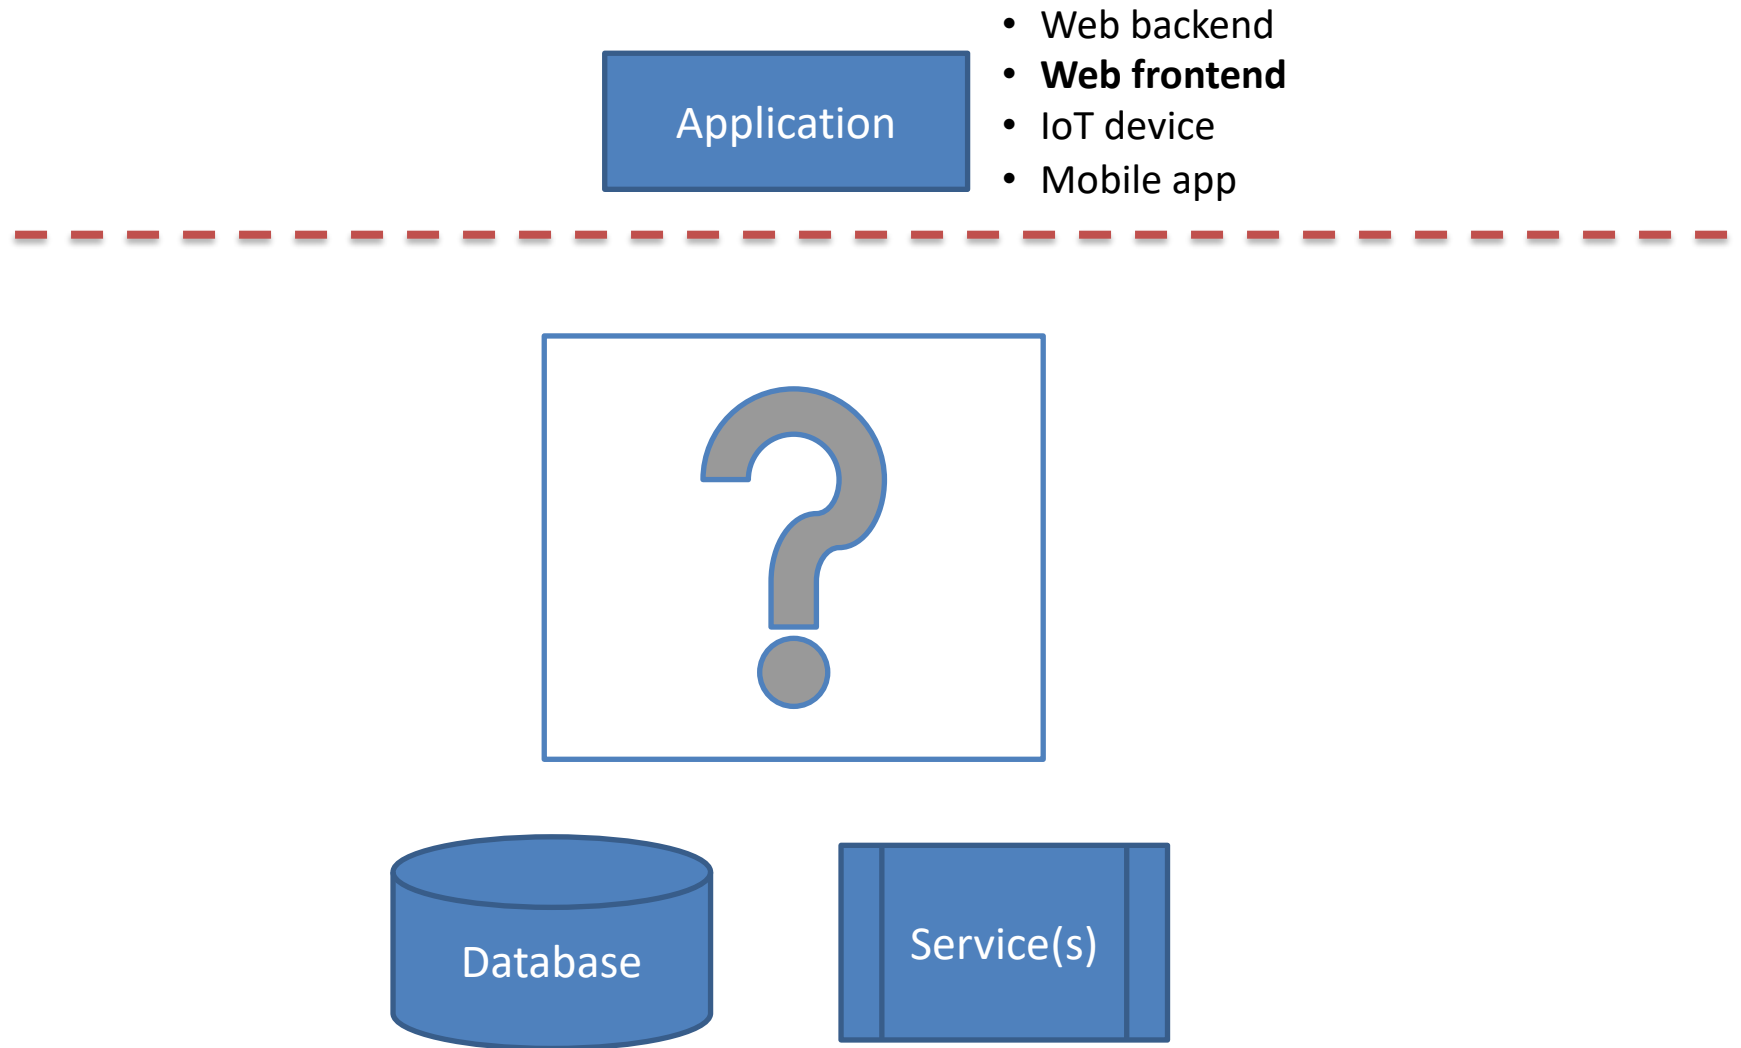 • Web backend
• Web frontend
• IoT device
• Mobile app
Application
?
Database
Service(s)